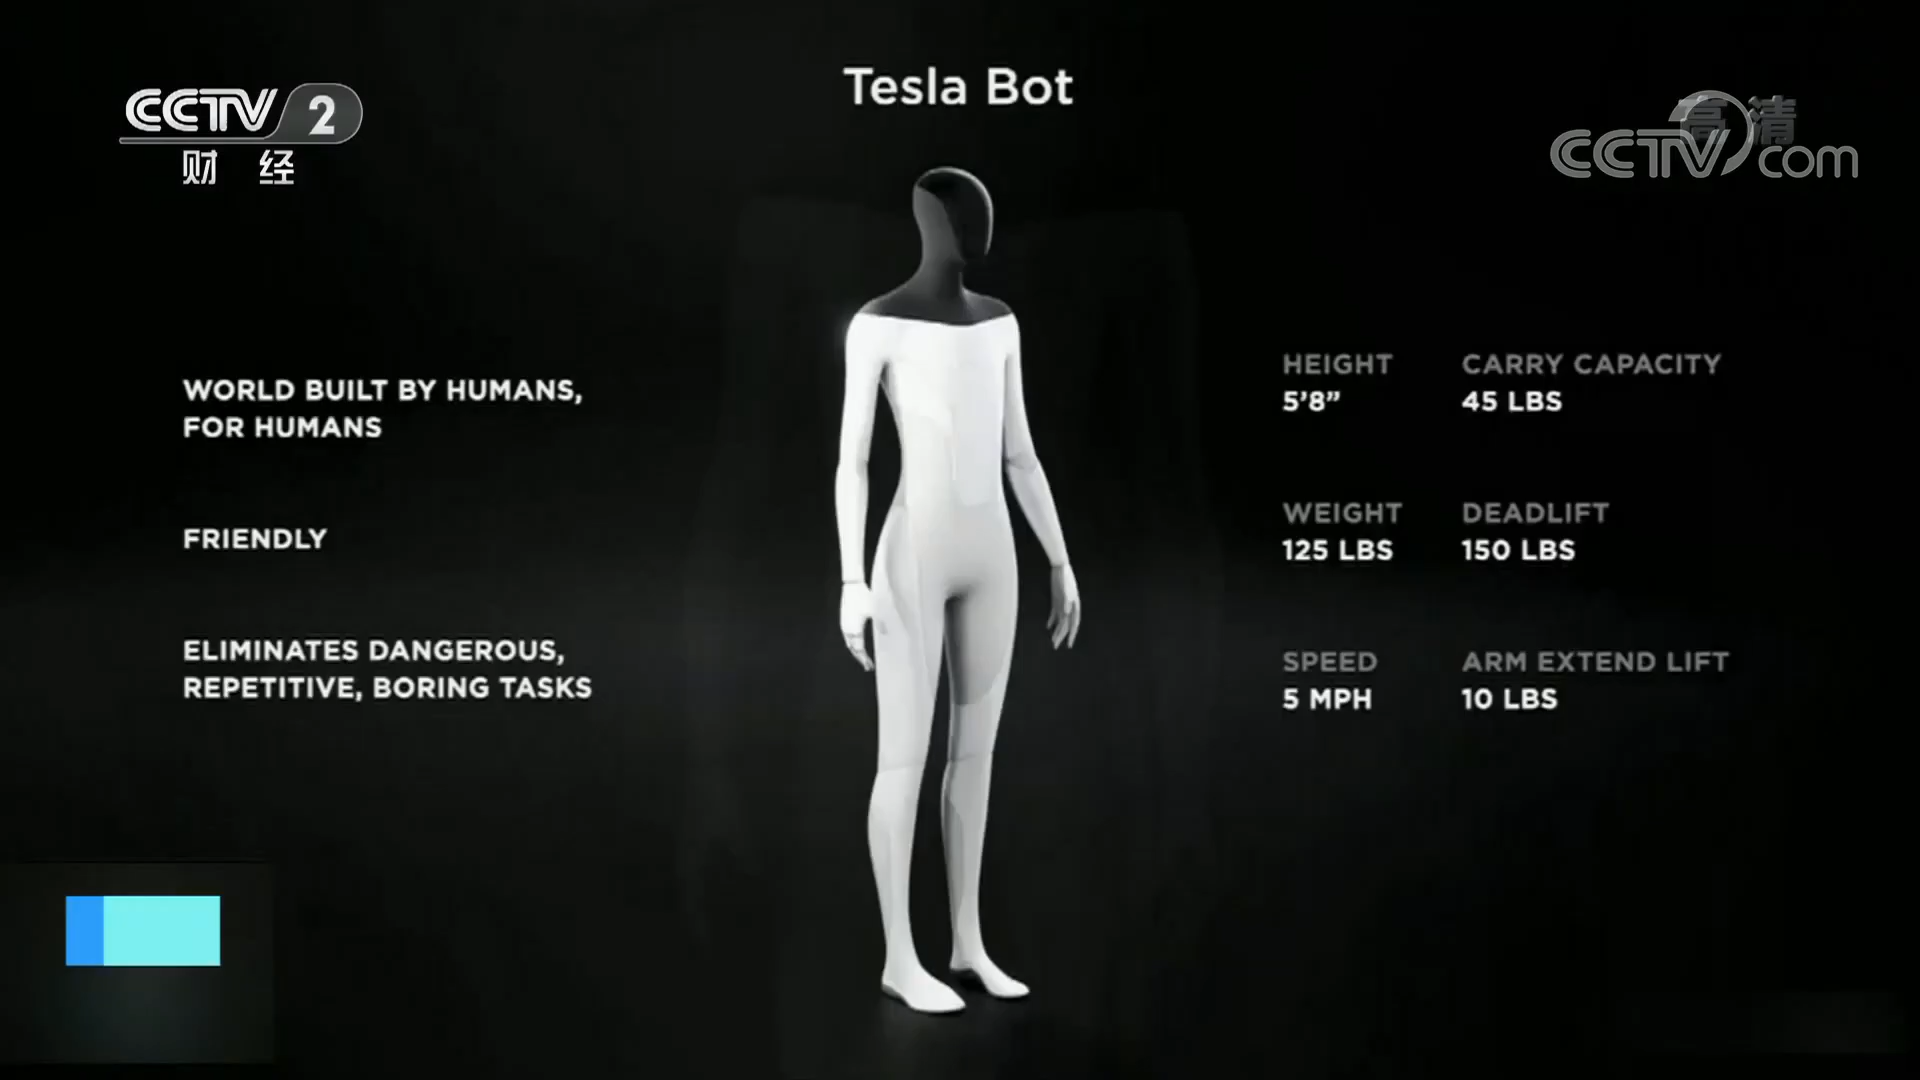 Tesla Bot
CCTV 2
财经
高清
CCTV.com
WORLD BUILT BY HUMANS,
FOR HUMANS
FRIENDLY
ELIMINATES DANGEROUS,
REPETITIVE, BORING TASKS
HEIGHT
5’8”
CARRY CAPACITY
45 LBS
WEIGHT
125 LBS
DEADLIFT
150 LBS
SPEED
5 MPH
ARM EXTEND LIFT
10 LBS